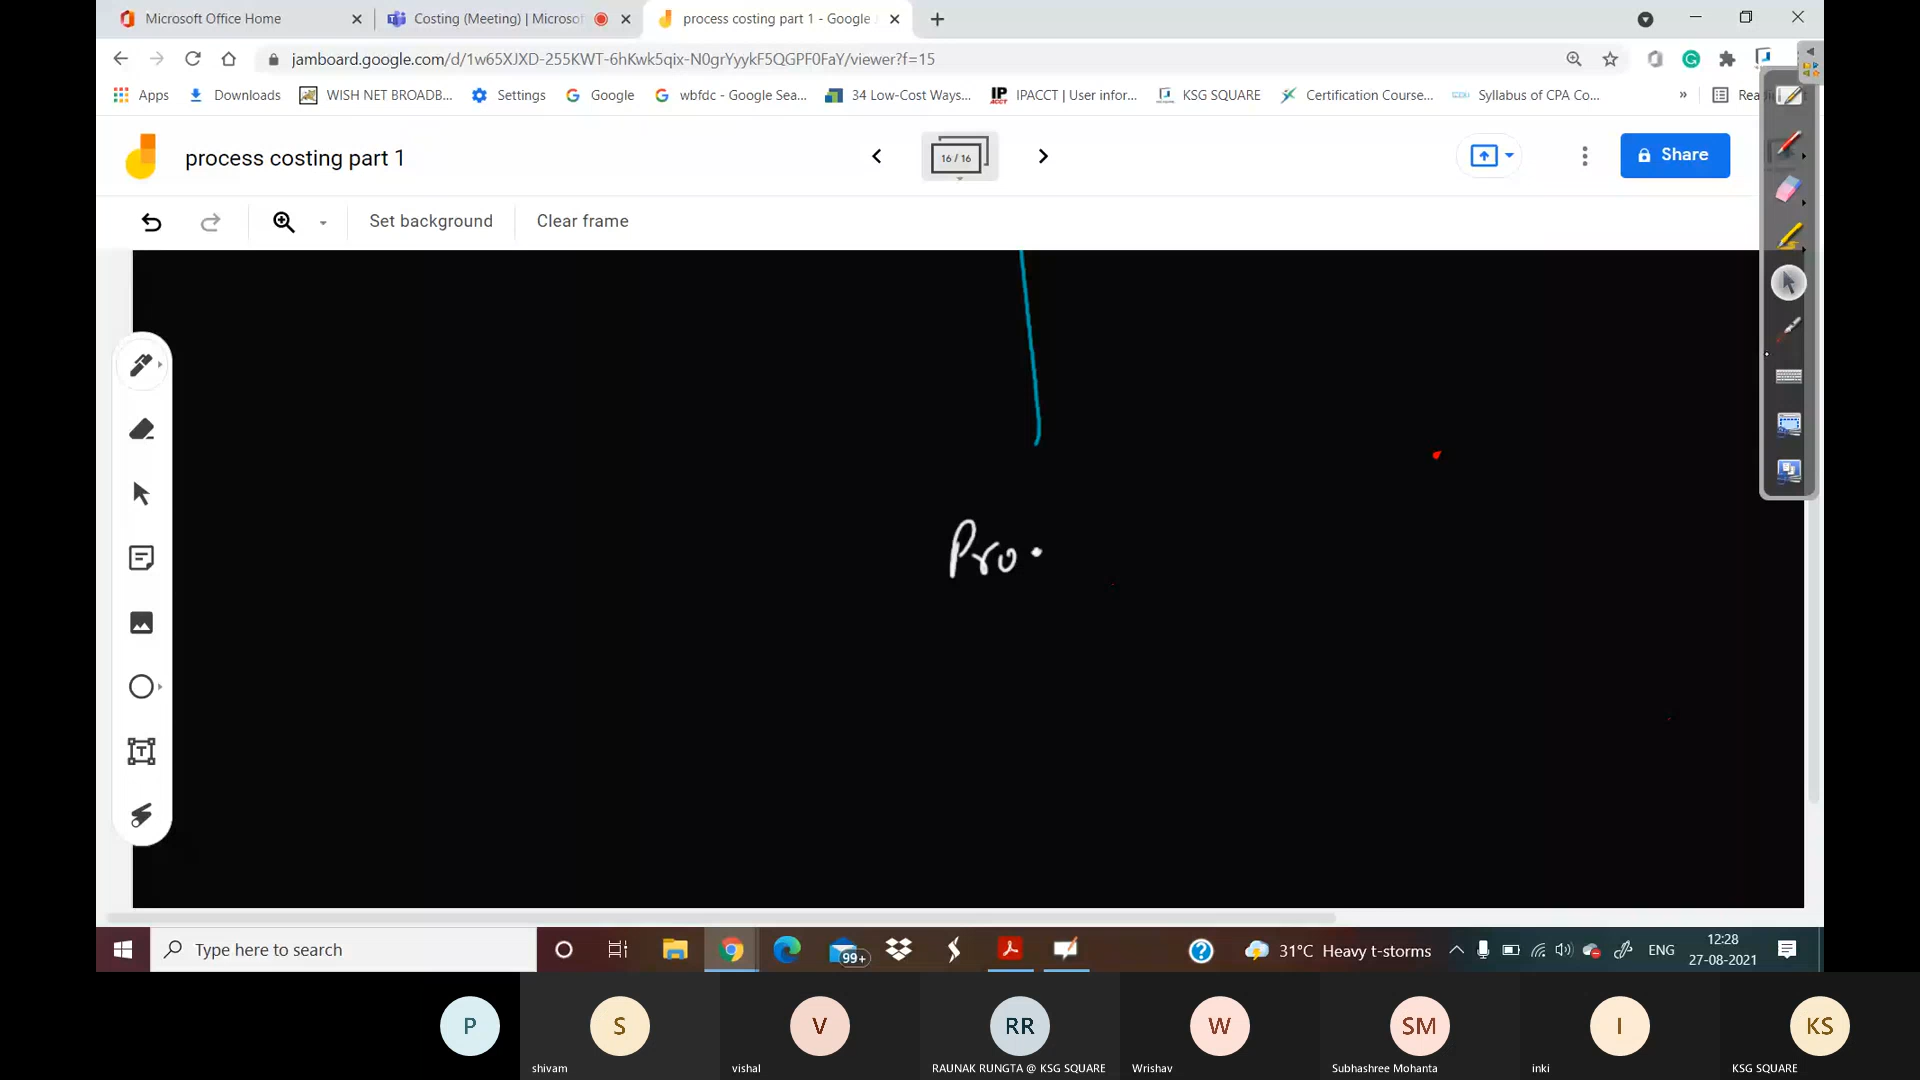 Microsoft Office Home
Costing (Meeting) | Microsof
process costing part 1 - Google J
jamboard.google.com/d/1w65XJXD-255KWT-6hKwk5qix-N0grYyykF5QGPF0FaY/viewer?f=15
Apps
Downloads
WISH NET BROADB...
Settings
Google
wbfdc - Google Sea...
34 Low-Cost Ways...
IP ACCT
IPACCT | User infor...
KSG SQUARE
Certification Course...
Syllabus of CPA Co...
»
Readi
process costing part 1
16 / 16
Share
Set background
Clear frame
Pro
T
Type here to search
99+
31°C Heavy t-storms
ENG
12:28
27-08-2021
P
S
V
RR
W
SM
I
KS
shivam
vishal
RAUNAK RUNGTA @ KSG SQUARE
Wrishav
Subhashree Mohanta
inki
KSG SQUARE